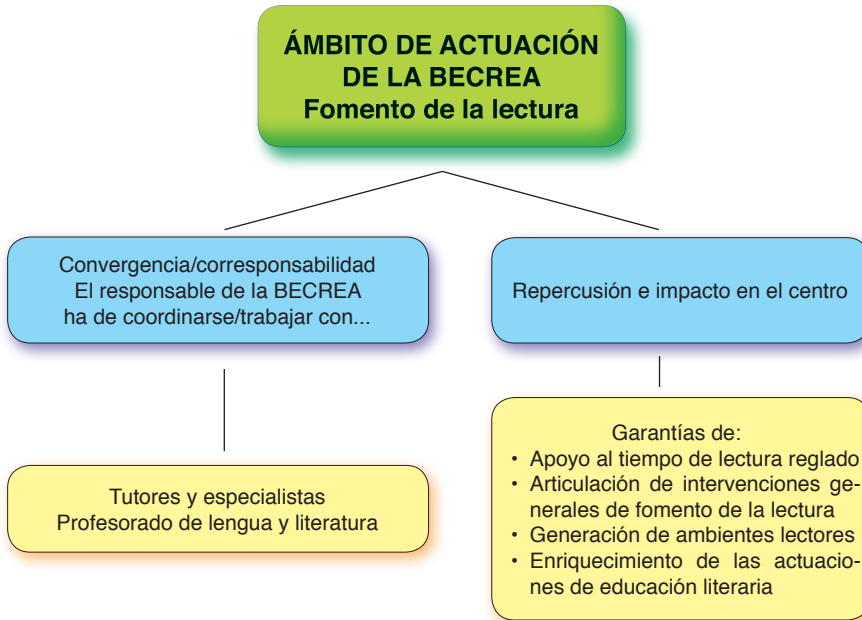 ÁMBITO DE ACTUACIÓN
DE LA BECREA
Fomento de la lectura
Convergencia/corresponsabilidad
El responsable de la BECREA
ha de coordinarse/trabajar con...
Repercusión e impacto en el centro
Tutores y especialistas
Profesorado de lengua y literatura
Garantías de:
• Apoyo al tiempo de lectura reglado
• Articulación de intervenciones ge-
nerales de fomento de la lectura
• Generación de ambientes lectores
• Enriquecimiento de las actuacio-
nes de educación literaria